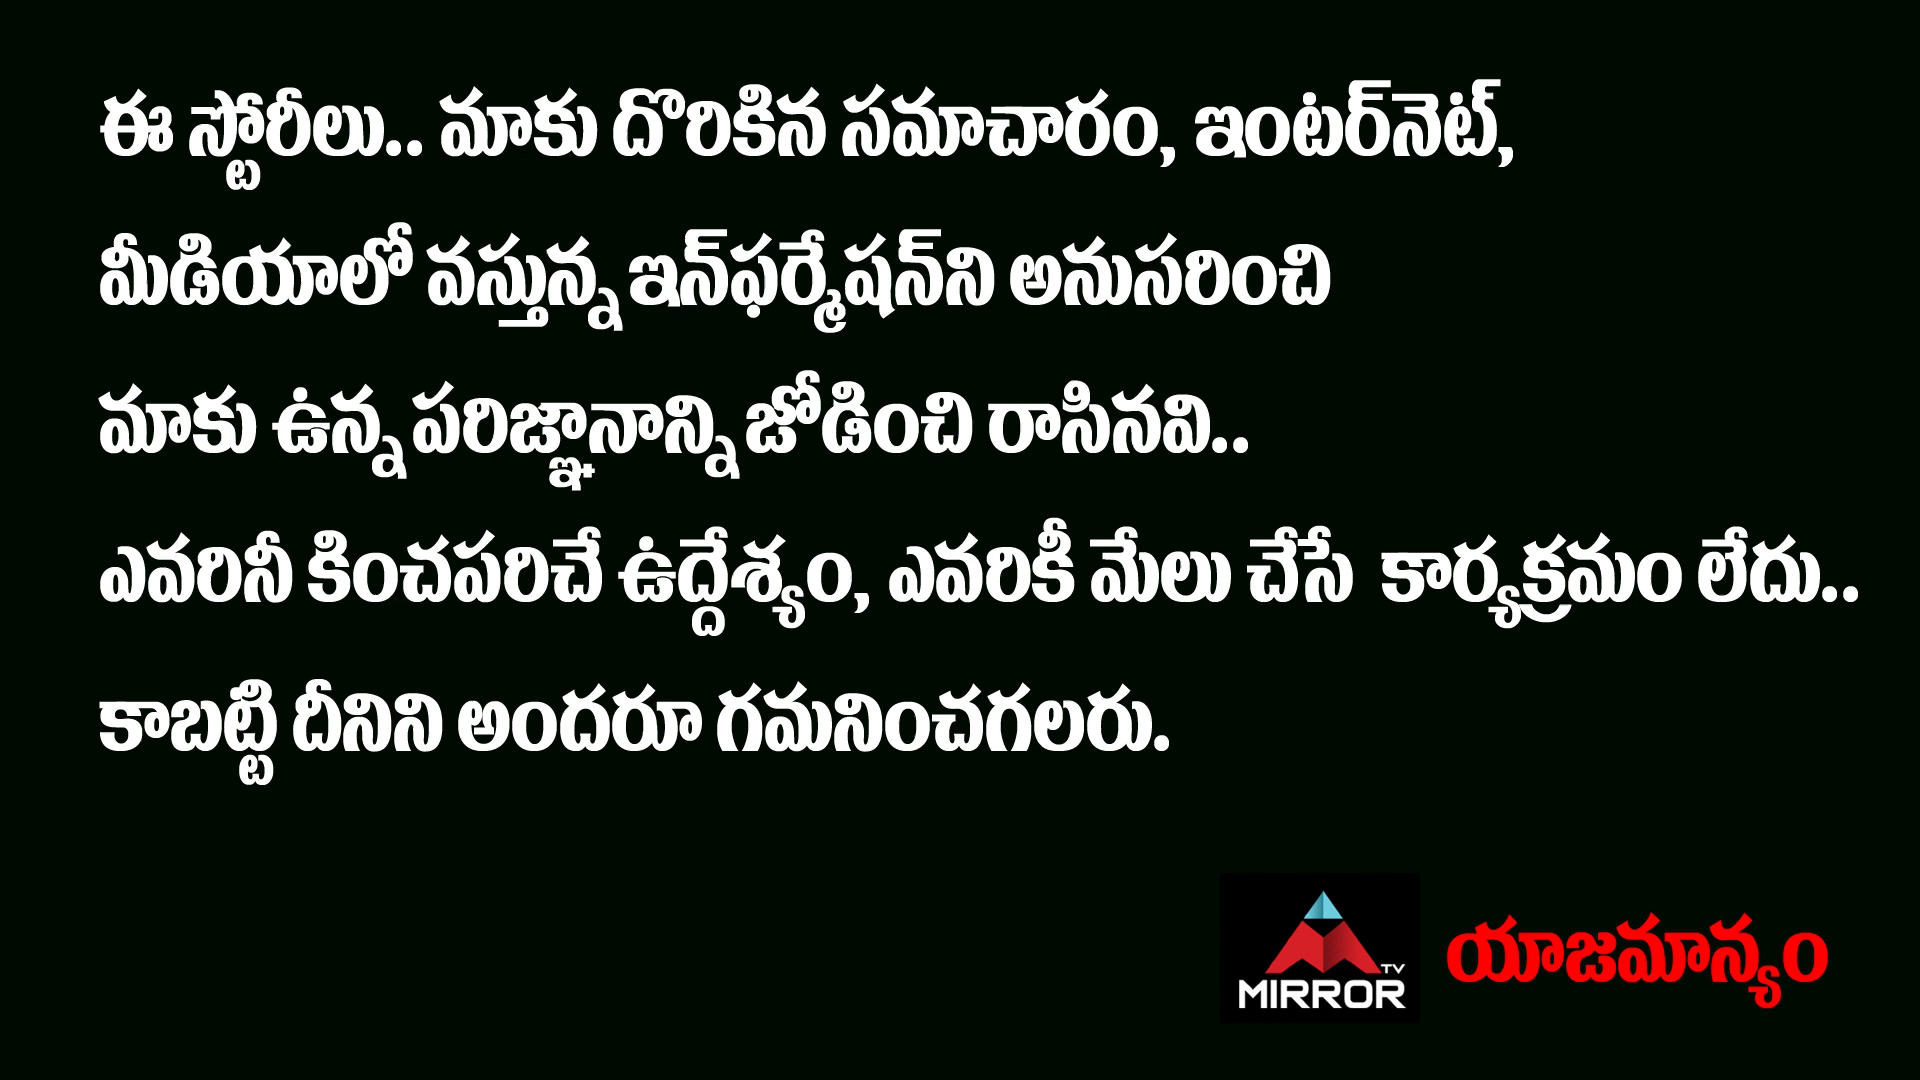 ఈ స్టోరీలు.. మాకు దొరికిన సమాచారం, ఇంటర్‌నెట్,
మీడియాలో వస్తున్న ఇన్‌ఫర్మేషన్‌ని అనుసరించి
మాకు ఉన్న పరిజ్ఞానాన్ని జోడించి రాసినవి..
ఎవరినీ కించపరిచే ఉద్దేశ్యం, ఎవరికీ మేలు చేసే కార్యక్రమం లేదు..
కాబట్టి దీనిని అందరూ గమనించగలరు.
TV
MIRROR యాజమాన్యం